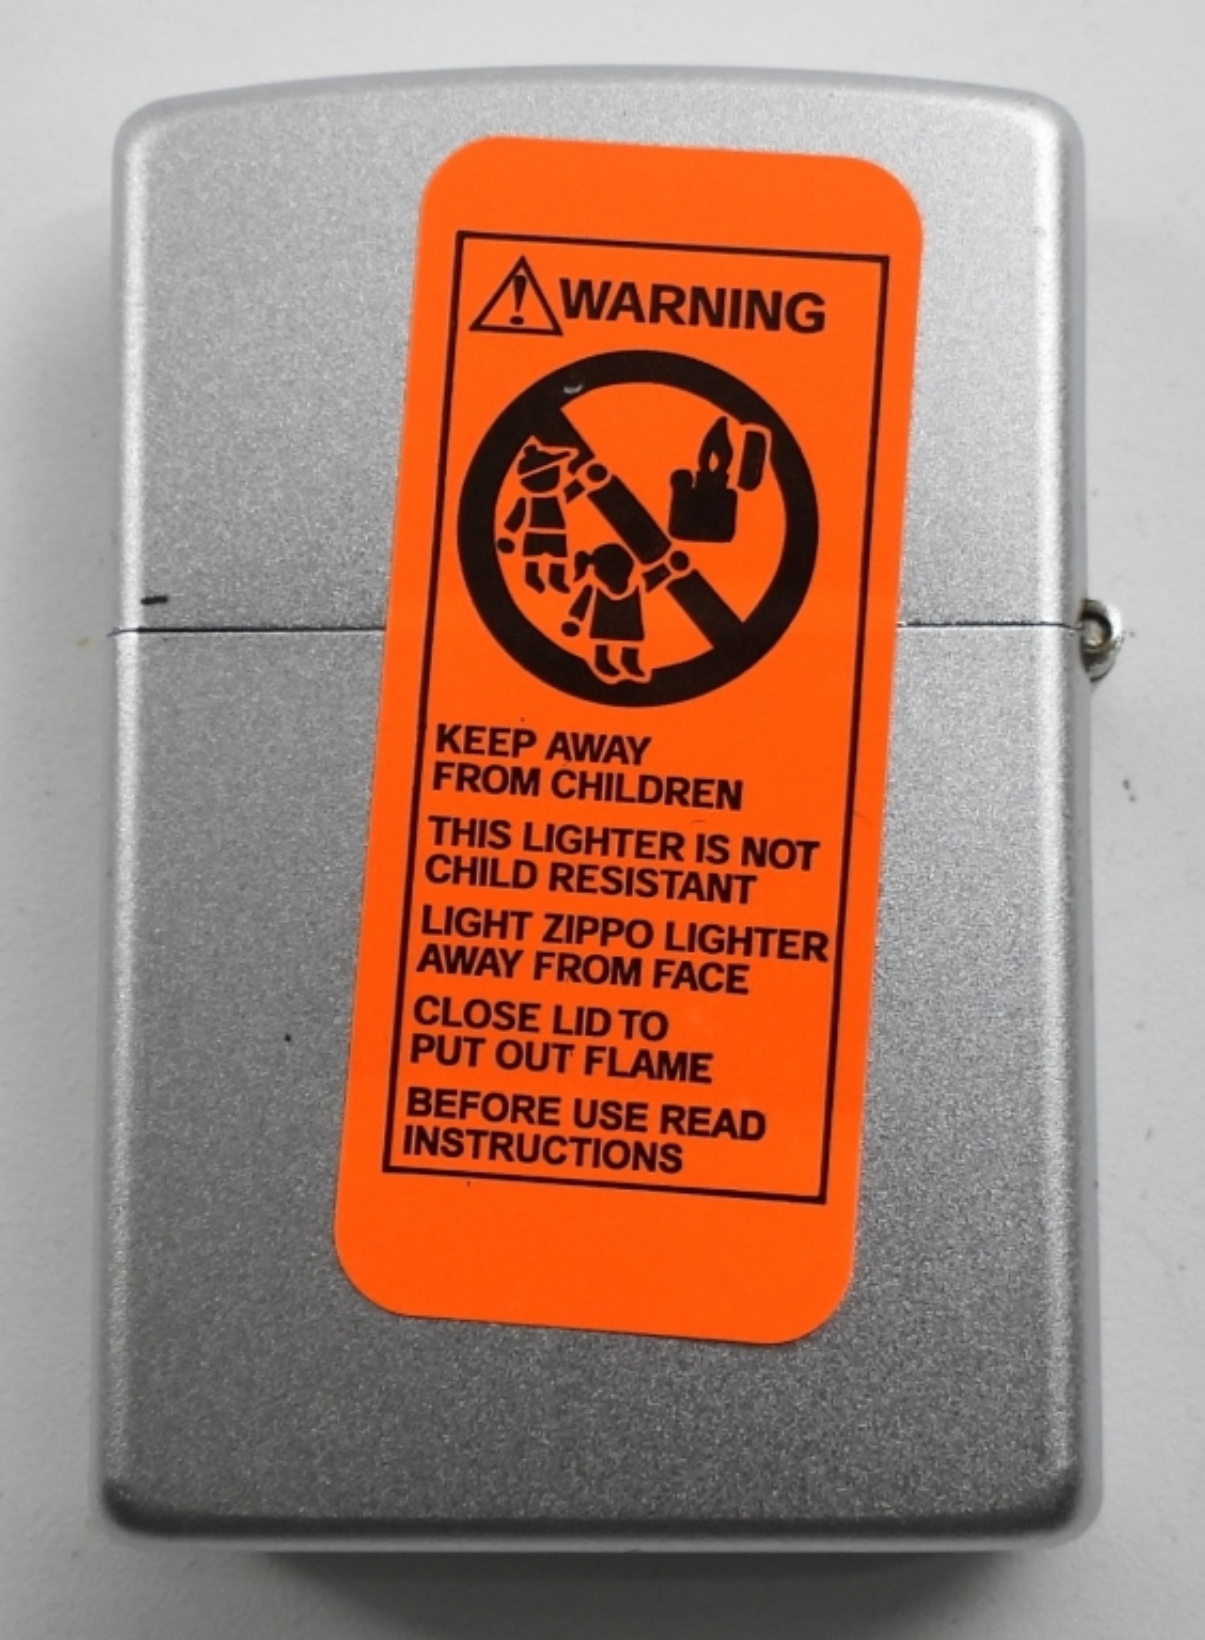 WARNING
KEEP AWAY
FROM CHILDREN
THIS LIGHTER IS NOT
CHILD RESISTANT
LIGHT ZIPPO LIGHTER
AWAY FROM FACE
CLOSE LID TO
PUT OUT FLAME
BEFORE USE READ
INSTRUCTIONS